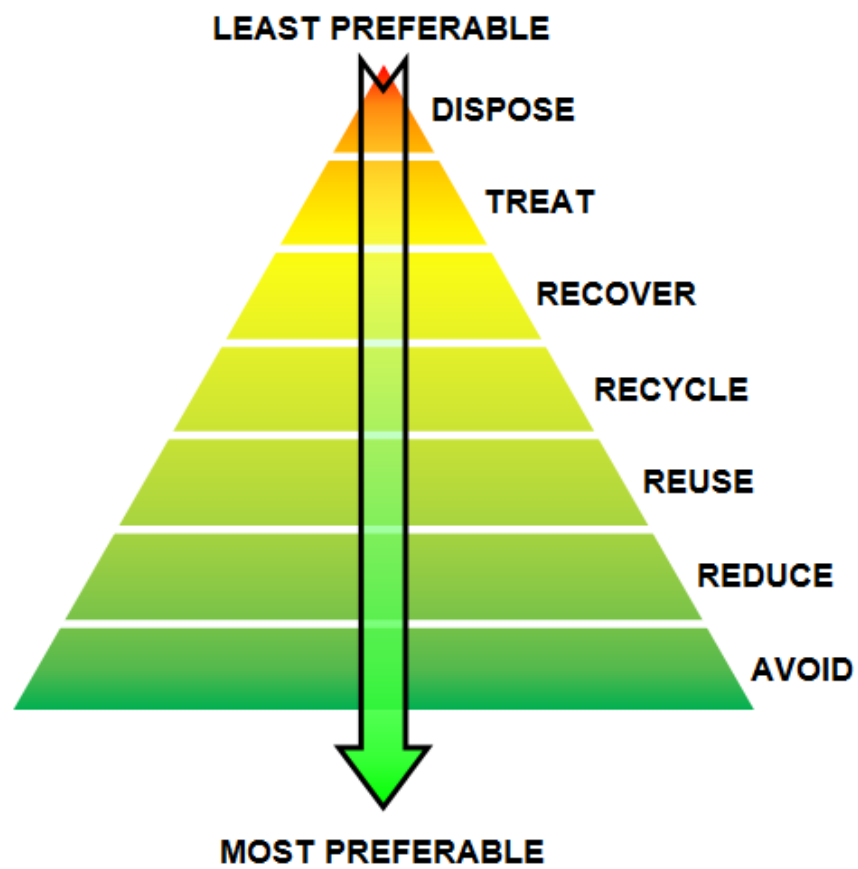 LEAST PREFERABLE
DISPOSE
TREAT
RECOVER
RECYCLE
REUSE
REDUCE
AVOID
MOST PREFERABLE